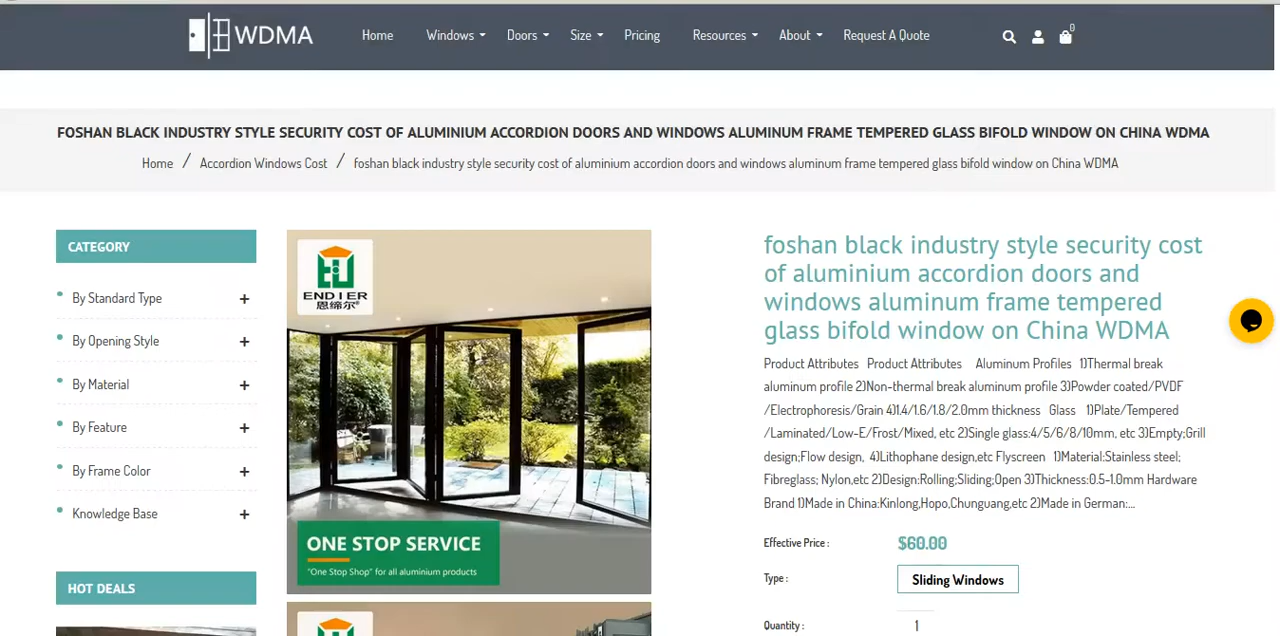 WDMA
Home
Windows
Doors
Size
Pricing
Resources
About
Request A Quote
0
FOSHAN BLACK INDUSTRY STYLE SECURITY COST OF ALUMINIUM ACCORDION DOORS AND WINDOWS ALUMINUM FRAME TEMPERED GLASS BIFOLD WINDOW ON CHINA WDMA
Home / Accordion Windows Cost / foshan black industry style security cost of aluminium accordion doors and windows aluminum frame tempered glass bifold window on China WDMA
CATEGORY
By Standard Type +
By Opening Style +
By Material +
By Feature +
By Frame Color +
Knowledge Base +
HOT DEALS
ENDIER
恩缔尔®
ONE STOP SERVICE
"One Stop Shop" for all aluminium products
foshan black industry style security cost
of aluminium accordion doors and
windows aluminum frame tempered
glass bifold window on China WDMA
Product Attributes Product Attributes Aluminum Profiles 1)Thermal break
aluminum profile 2)Non-thermal break aluminum profile 3)Powder coated/PVDF
/Electrophoresis/Grain 4)1.4/1.6/1.8/2.0mm thickness Glass 1)Plate/Tempered
/Laminated/Low-E/Frost/Mixed, etc 2)Single glass:4/5/6/8/10mm, etc 3)Empty;Grill
design;Flow design, 4)Lithophane design,etc Flyscreen 1)Material:Stainless steel;
Fibreglass; Nylon,etc 2)Design:Rolling;Sliding;Open 3)Thickness:0.5-1.0mm Hardware
Brand 1)Made in China:Kinlong,Hopo,Chunguang,etc 2)Made in German:...
Effective Price : $60.00
Type : Sliding Windows
Quantity : 1